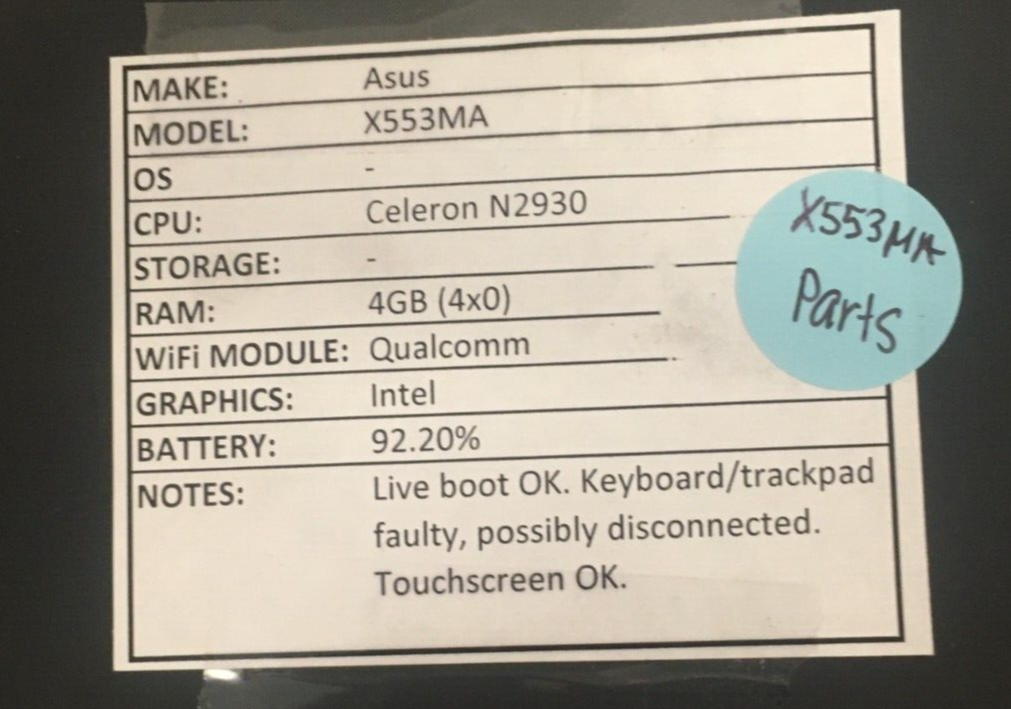 MAKE: Asus
MODEL: X553MA
OS -
CPU: Celeron N2930
STORAGE: -
RAM: 4GB (4x0)
WiFi MODULE: Qualcomm
GRAPHICS: Intel
BATTERY: 92.20%
NOTES: Live boot OK. Keyboard/trackpad
faulty, possibly disconnected.
Touchscreen OK.
X553MA
Parts